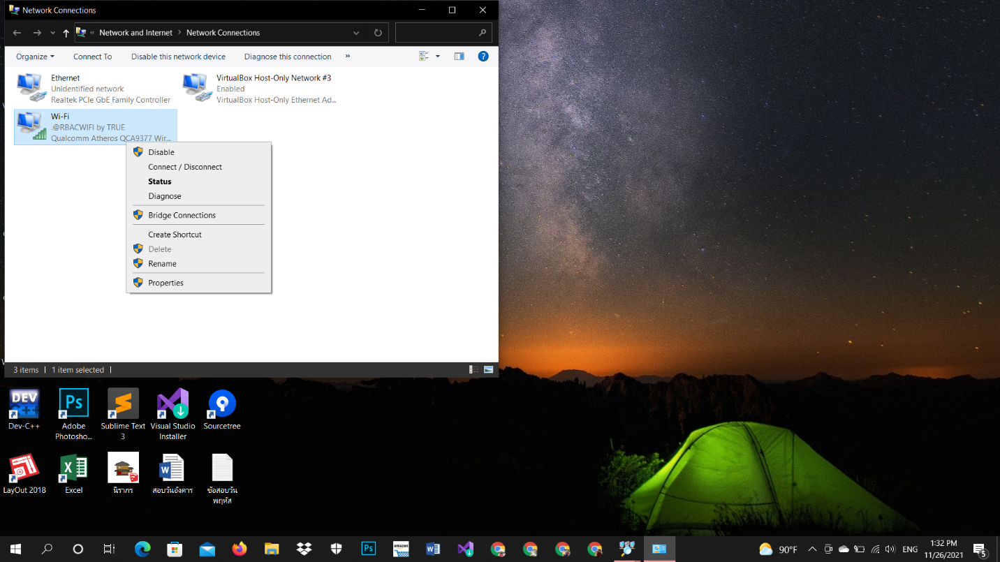 Network Connections
« Network and Internet > Network Connections
Organize Connect To Disable this network device Diagnose this connection »
Ethernet
Unidentified network
Realtek PCIe GbE Family Controller
VirtualBox Host-Only Network #3
Enabled
VirtualBox Host-Only Ethernet Ad...
Wi-Fi
.@RBACWIFI by TRUE
Qualcomm Atheros QCA9377 Wir...
Disable
Connect / Disconnect
Status
Diagnose
Bridge Connections
Create Shortcut
Delete
Rename
Properties
3 items
1 item selected
DEV
C++
Dev-C++
Ps
Adobe
Photosho...
Sublime Text
3
Visual Studio
Installer
Sourcetree
LayOut 2018
Excel
นิราภร
สอบวันอังคาร
ข้อสอบวัน
พฤหัส
Ps
amazon
90°F
ENG
1:32 PM
11/26/2021
5